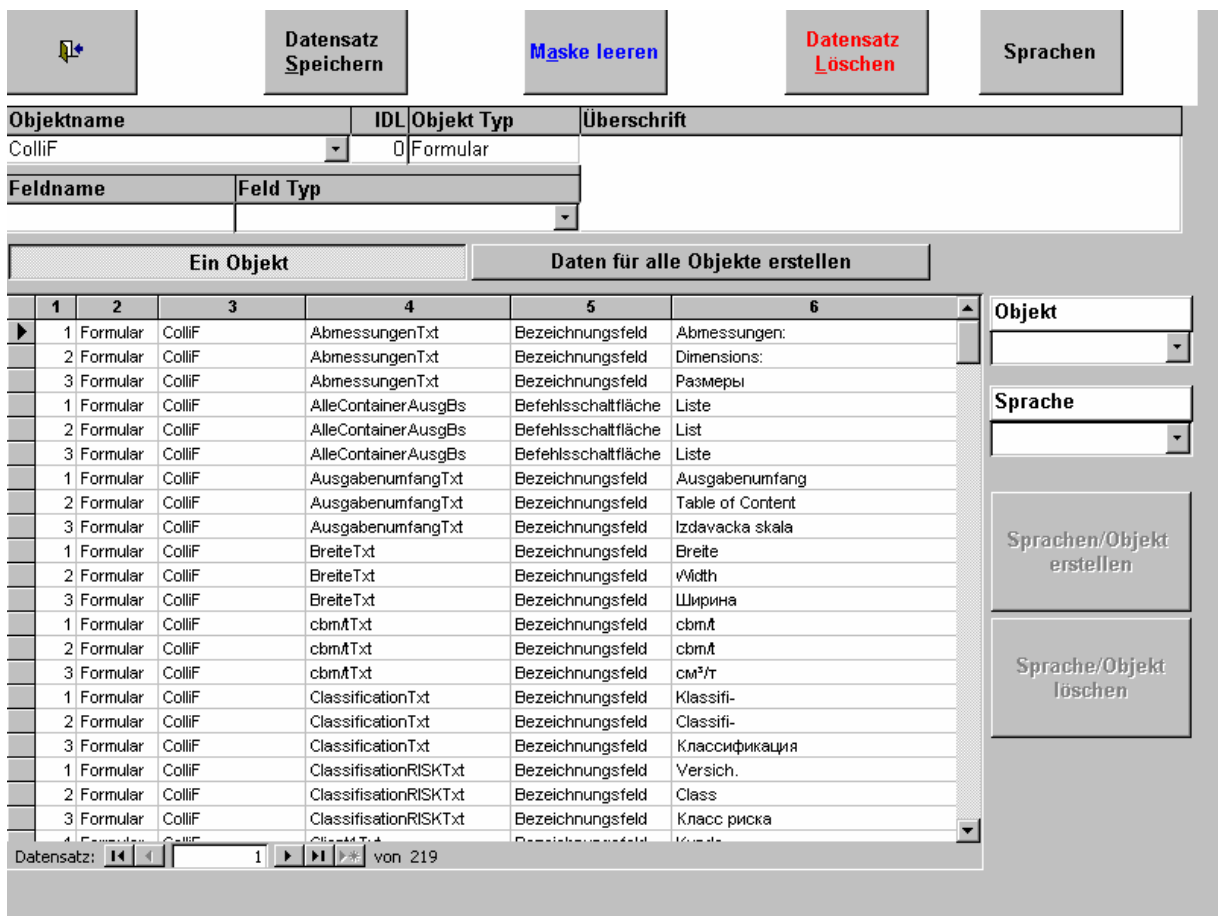 Datensatz Speichern
Maske leeren
Datensatz Löschen
Sprachen
Objektname IDL Objekt Typ Überschrift
ColliF 0 Formular
Feldname Feld Typ
Ein Objekt Daten für alle Objekte erstellen
1 2 3 4 5 6
1 Formular ColliF AbmessungenTxt Bezeichnungsfeld Abmessungen:
2 Formular ColliF AbmessungenTxt Bezeichnungsfeld Dimensions:
3 Formular ColliF AbmessungenTxt Bezeichnungsfeld Размеры
1 Formular ColliF AlleContainerAusgBs Befehlsschaltfläche Liste
2 Formular ColliF AlleContainerAusgBs Befehlsschaltfläche List
3 Formular ColliF AlleContainerAusgBs Befehlsschaltfläche Liste
1 Formular ColliF AusgabenumfangTxt Bezeichnungsfeld Ausgabenumfang
2 Formular ColliF AusgabenumfangTxt Bezeichnungsfeld Table of Content
3 Formular ColliF AusgabenumfangTxt Bezeichnungsfeld Izdavacka skala
1 Formular ColliF BreiteTxt Bezeichnungsfeld Breite
2 Formular ColliF BreiteTxt Bezeichnungsfeld Width
3 Formular ColliF BreiteTxt Bezeichnungsfeld Ширина
1 Formular ColliF cbm/tTxt Bezeichnungsfeld cbm/t
2 Formular ColliF cbm/tTxt Bezeichnungsfeld cbm/t
3 Formular ColliF cbm/tTxt Bezeichnungsfeld см³/т
1 Formular ColliF ClassificationTxt Bezeichnungsfeld Klassifi-
2 Formular ColliF ClassificationTxt Bezeichnungsfeld Classifi-
3 Formular ColliF ClassificationTxt Bezeichnungsfeld Классификация
1 Formular ColliF ClassifisationRISKTxt Bezeichnungsfeld Versich.
2 Formular ColliF ClassifisationRISKTxt Bezeichnungsfeld Class
3 Formular ColliF ClassifisationRISKTxt Bezeichnungsfeld Класс риска
Datensatz: 1 von 219
Objekt
Sprache
Sprachen/Objekt
erstellen
Sprache/Objekt
löschen